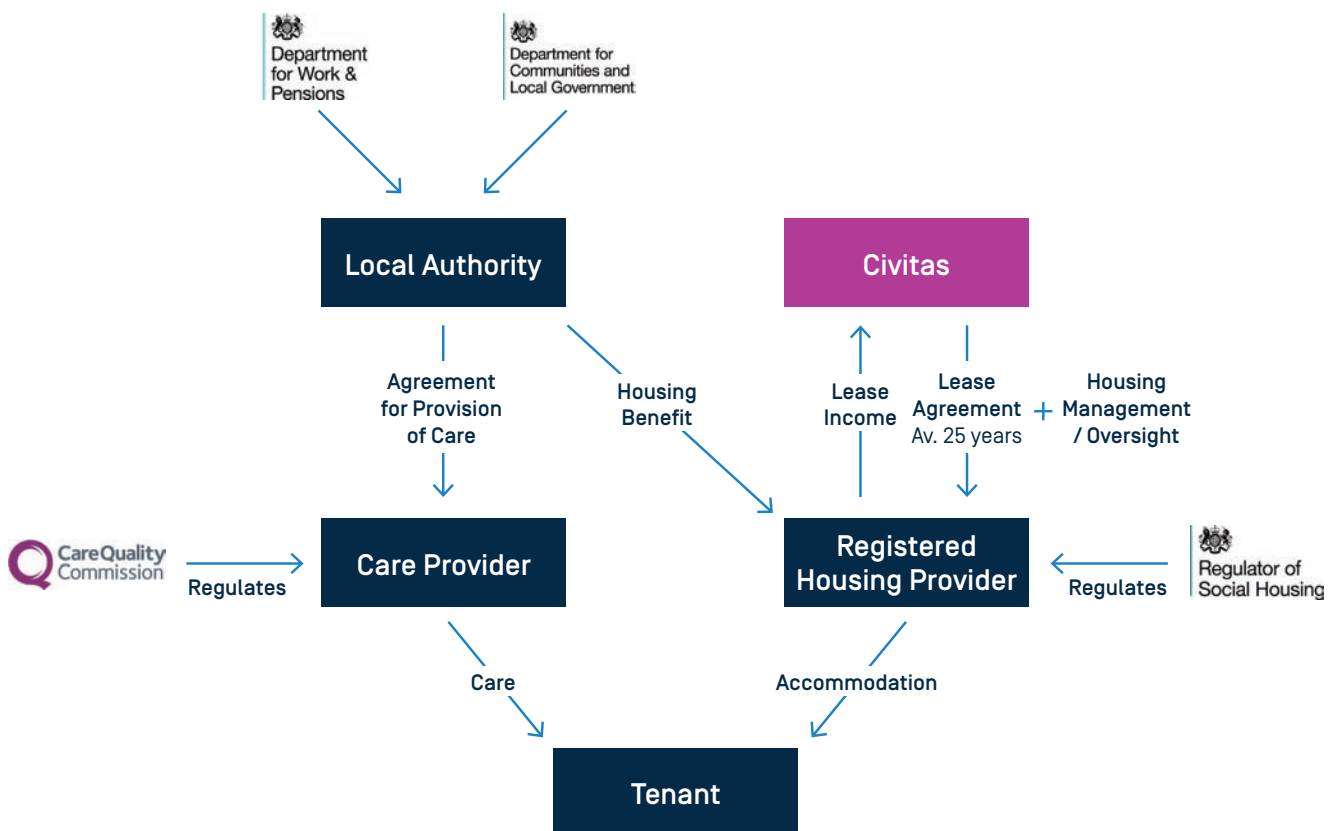 Department
for Work &
Pensions
Department for
Communities and
Local Government
Local Authority
Civitas
Agreement
for Provision
of Care
Housing
Benefit
Lease
Income
Lease
Agreement
Av. 25 years
+
Housing
Management
/ Oversight
CareQuality
Commission
Regulates
Care Provider
Registered
Housing Provider
Regulates
Regulator of
Social Housing
Care
Accommodation
Tenant